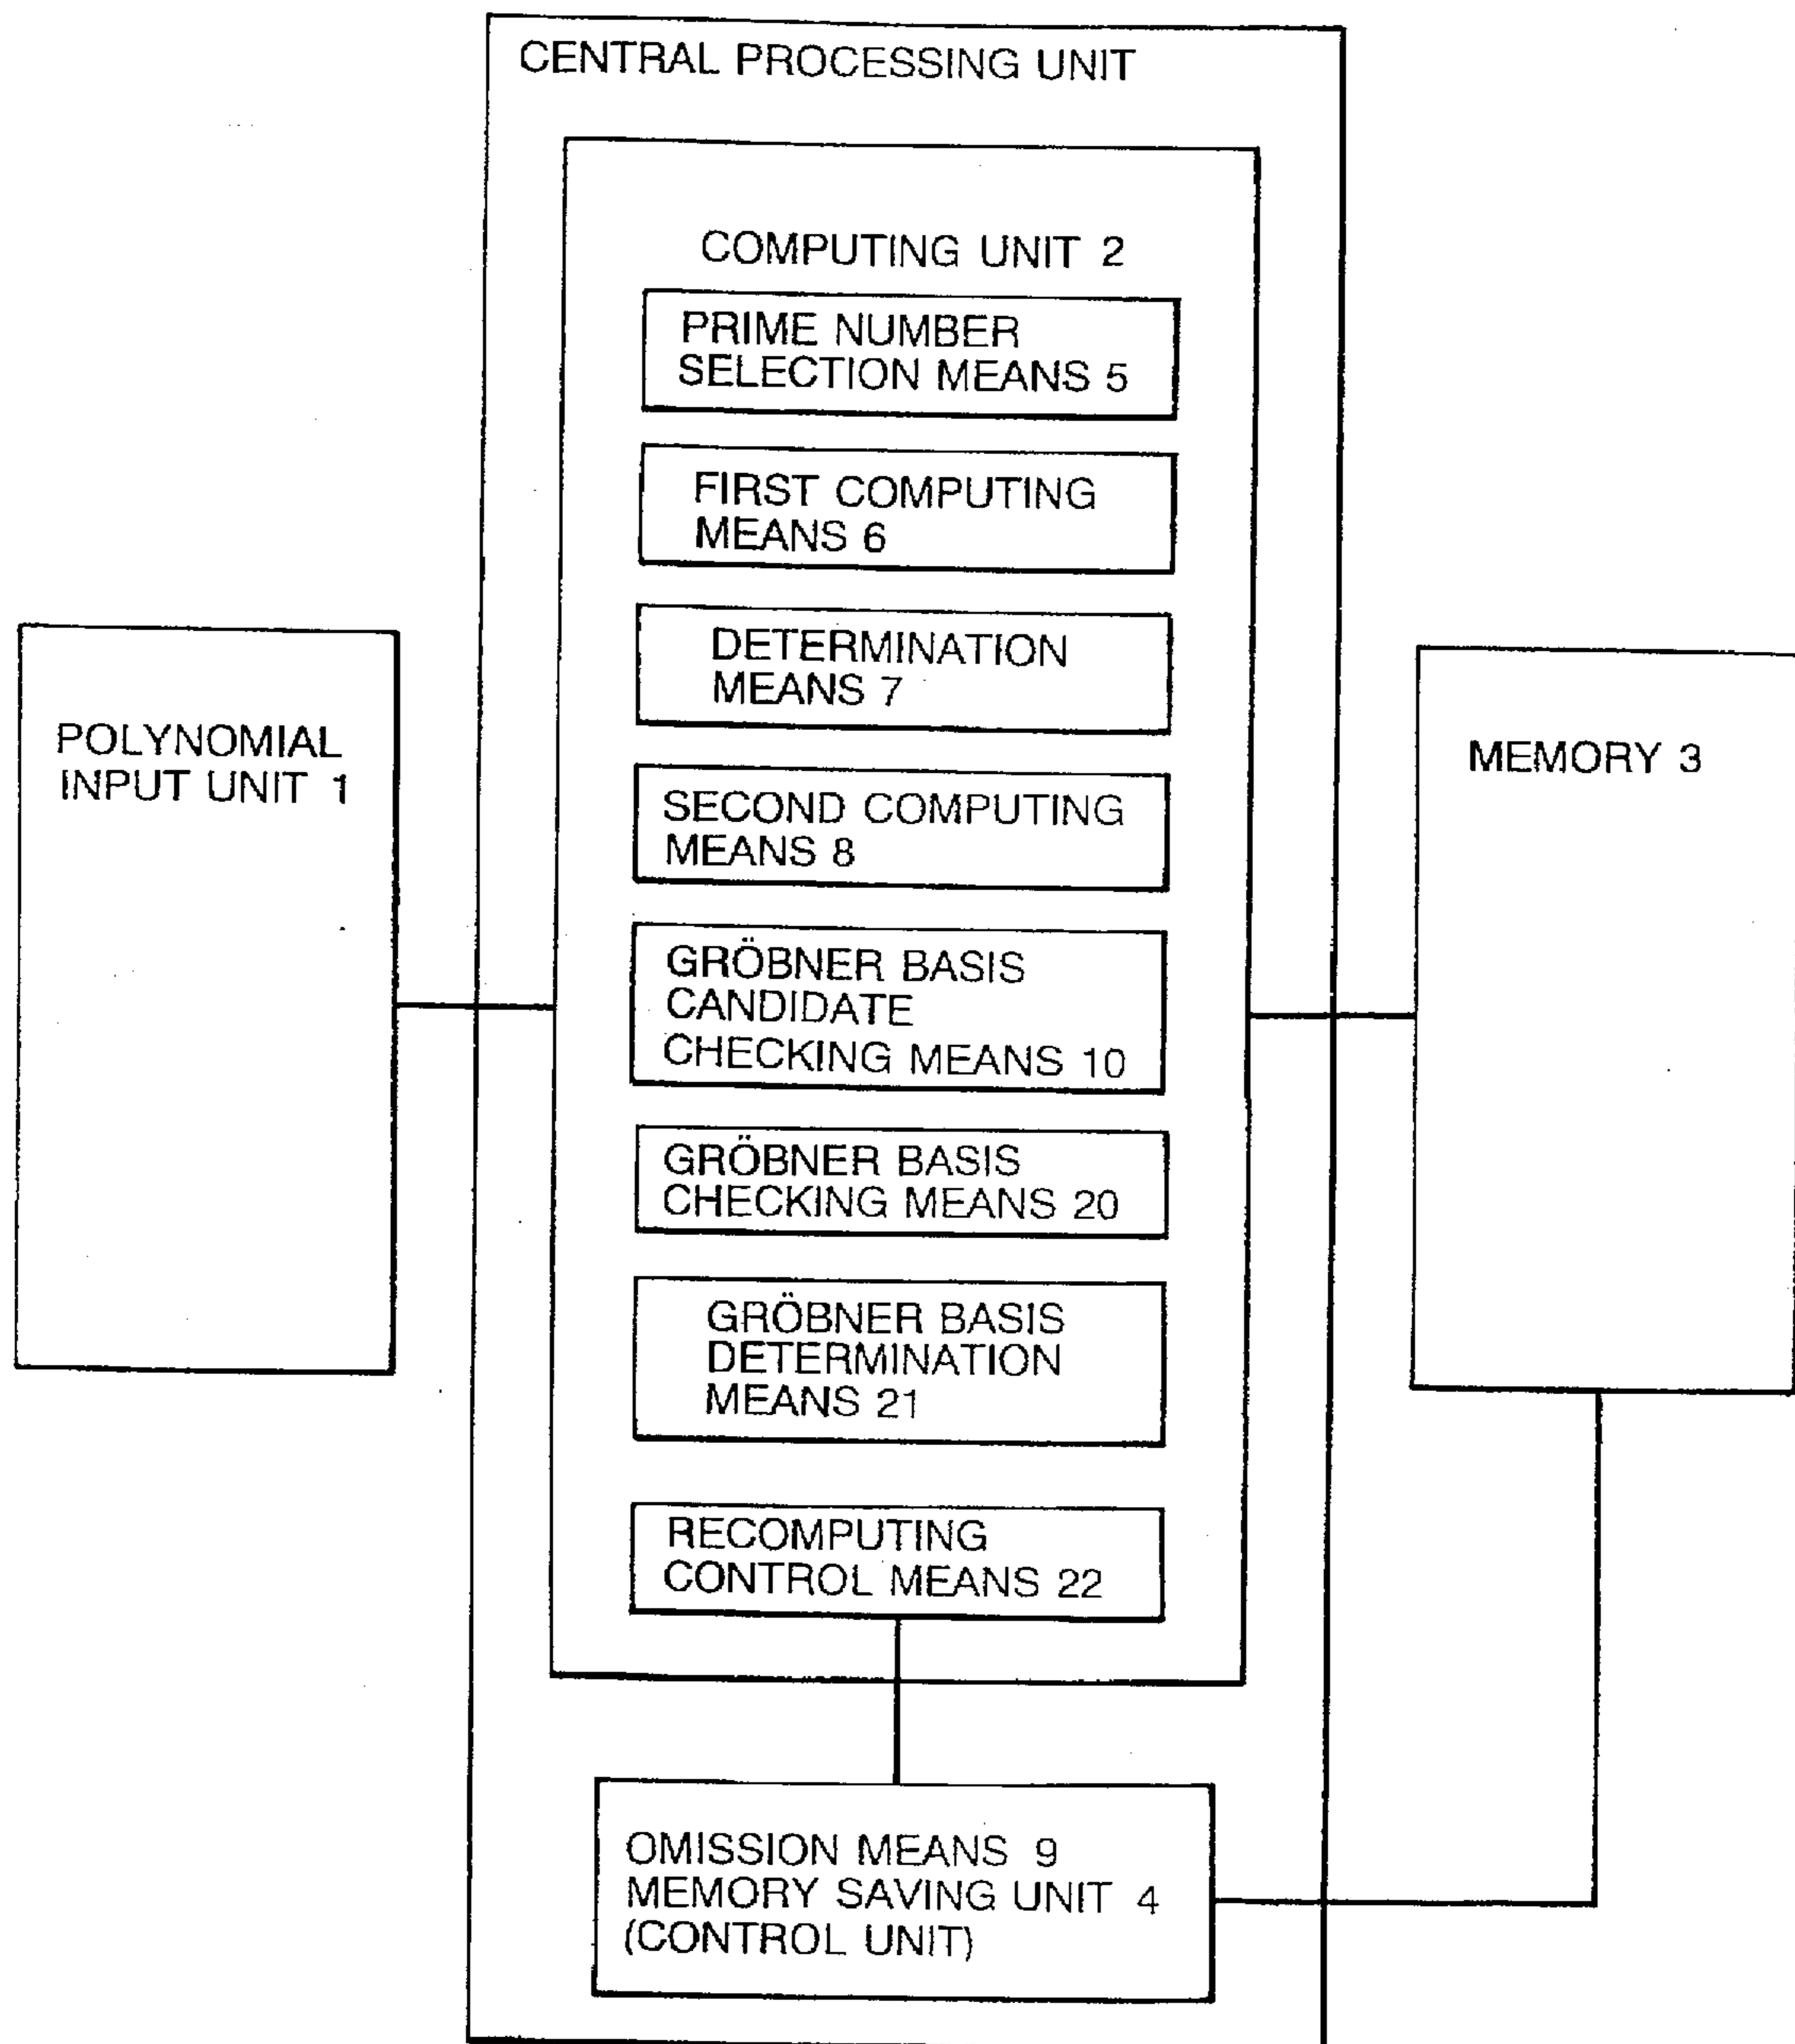 CENTRAL PROCESSING UNIT
COMPUTING UNIT 2
PRIME NUMBER
SELECTION MEANS 5
FIRST COMPUTING
MEANS 6
DETERMINATION
MEANS 7
SECOND COMPUTING
MEANS 8
GRÖBNER BASIS
CANDIDATE
CHECKING MEANS 10
GRÖBNER BASIS
CHECKING MEANS 20
GRÖBNER BASIS
DETERMINATION
MEANS 21
RECOMPUTING
CONTROL MEANS 22
POLYNOMIAL
INPUT UNIT 1
MEMORY 3
OMISSION MEANS 9
MEMORY SAVING UNIT 4
(CONTROL UNIT)